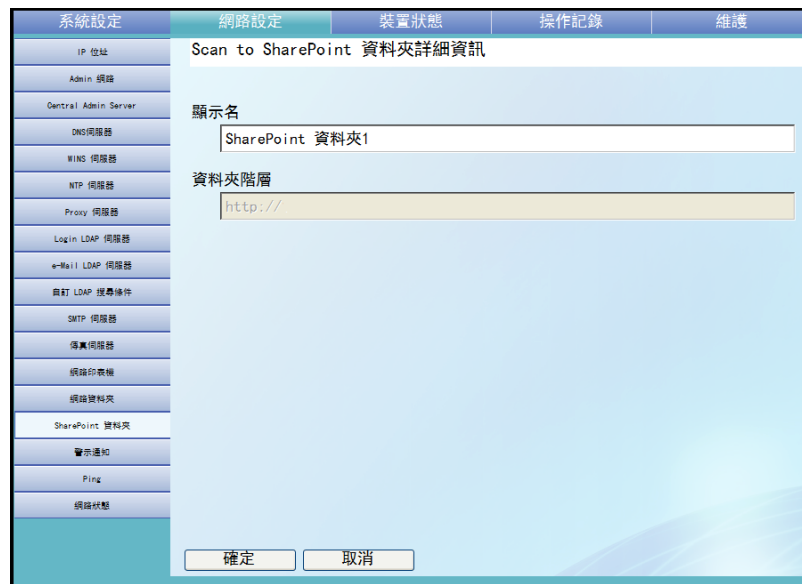 系統設定
網路設定
裝置狀態
操作記錄
維護
IP 位址
Admin 網路
Central Admin Server
DNS伺服器
WINS 伺服器
NTP 伺服器
Proxy 伺服器
Login LDAP 伺服器
e-Mail LDAP 伺服器
自訂 LDAP 搜尋條件
SMTP 伺服器
傳真伺服器
網路印表機
網路資料夾
SharePoint 資料夾
警示通知
Ping
網路狀態
Scan to SharePoint 資料夾詳細資訊
顯示名
SharePoint 資料夾1
資料夾階層
http://
確定
取消